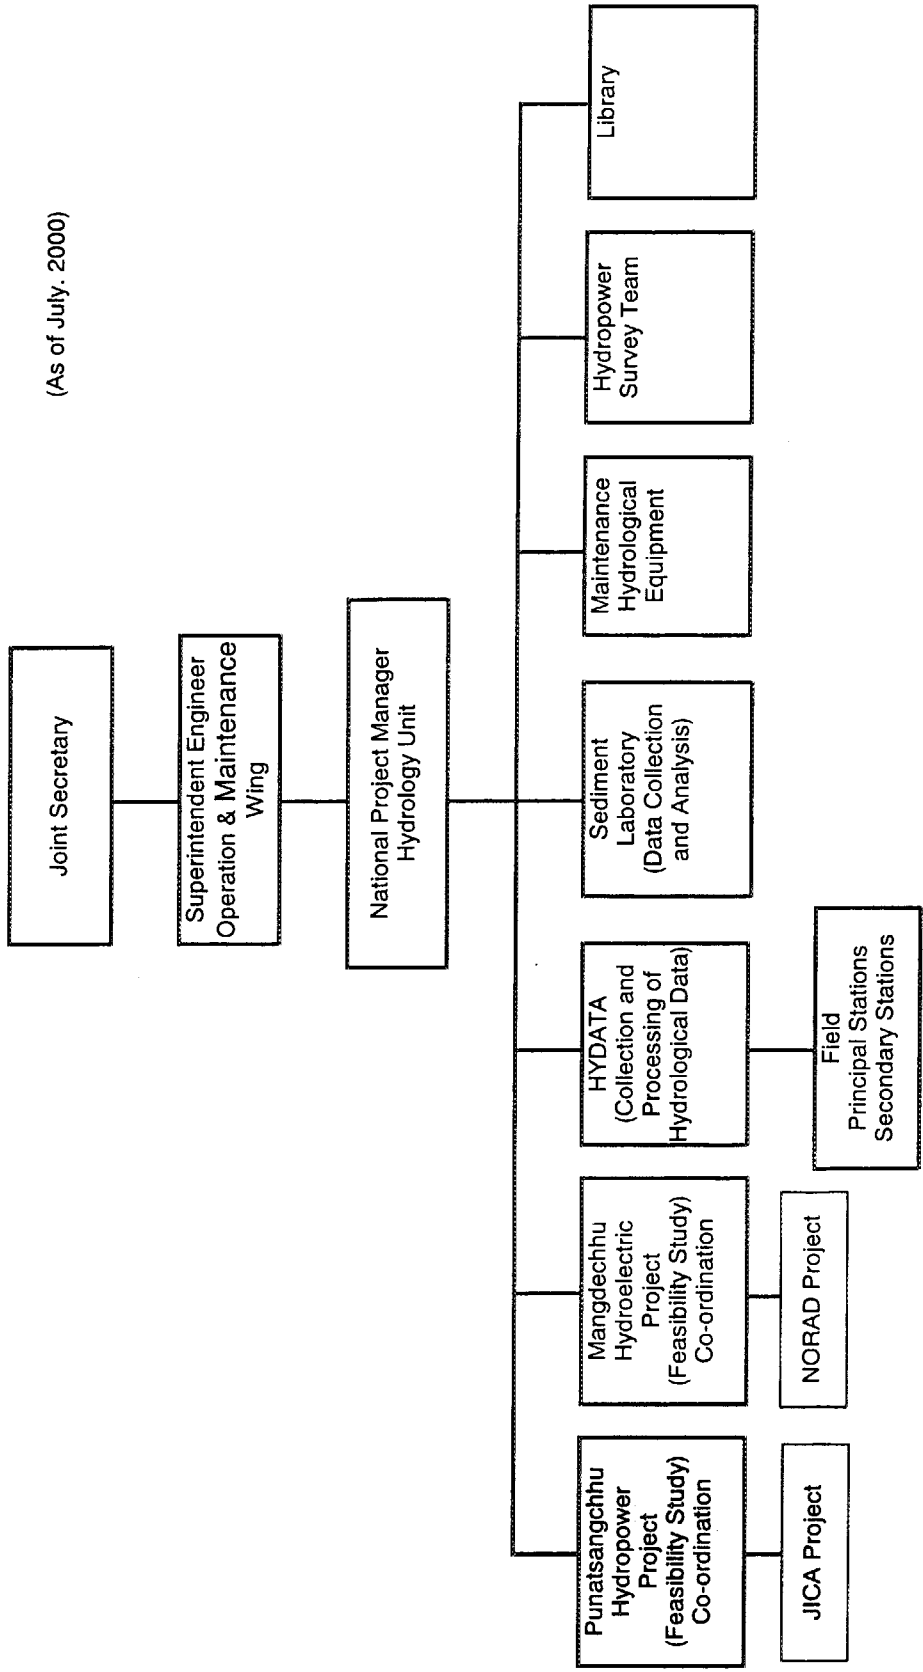 (As of July. 2000)
Joint Secretary
Superintendent Engineer
Operation & Maintenance
Wing
National Project Manager
Hydrology Unit
Punatsangchhu
Hydropower
Project
(Feasibility Study)
Co-ordination
Mangdechhu
Hydroelectric
Project
(Feasibility Study)
Co-ordination
HYDATA
(Collection and
Processing of
Hydrological Data)
Sediment
Laboratory
(Data Collection
and Analysis)
Maintenance
Hydrological
Equipment
Hydropower
Survey Team
Library
JICA Project
NORAD Project
Field
Principal Stations
Secondary Stations